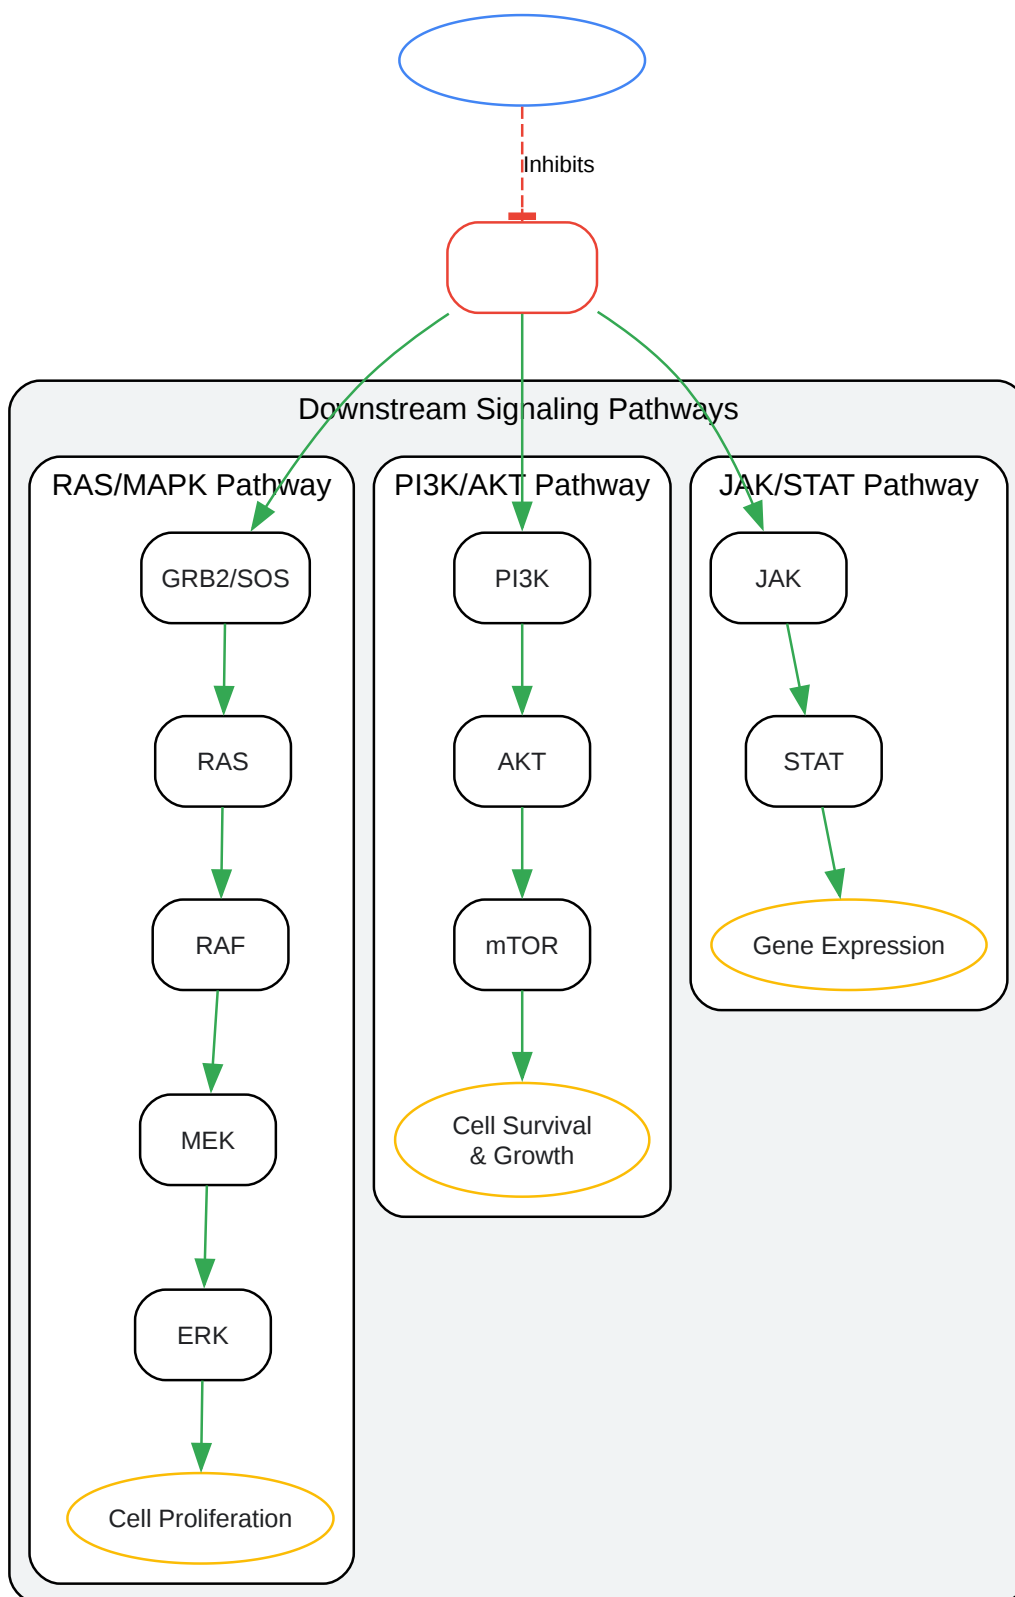 Inhibits
Downstream Signaling Pathways
RAS/MAPK Pathway
PI3K/AKT Pathway
JAK/STAT Pathway
GRB2/SOS
PI3K
JAK
RAS
AKT
STAT
RAF
mTOR
Gene Expression
MEK
Cell Survival
& Growth
ERK
Cell Proliferation